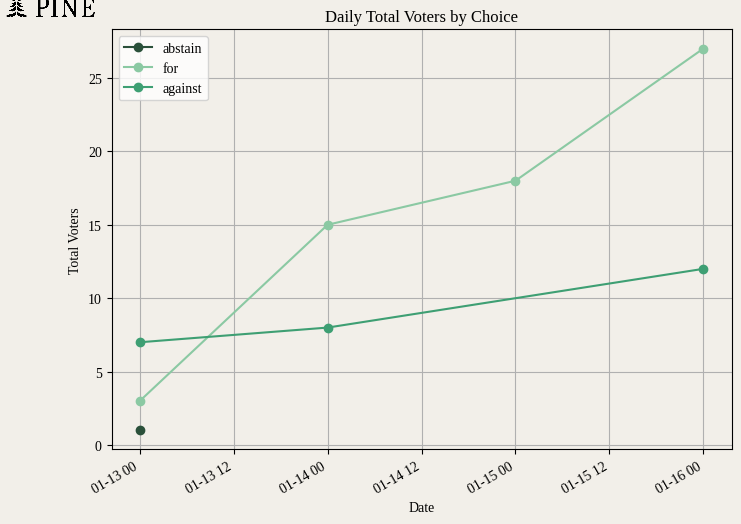 PINE
Daily Total Voters by Choice
abstain
for
against
Total Voters
25
20
15
10
5
0
01-13 00
01-13 12
01-14 00
01-14 12
01-15 00
01-15 12
01-16 00
Date